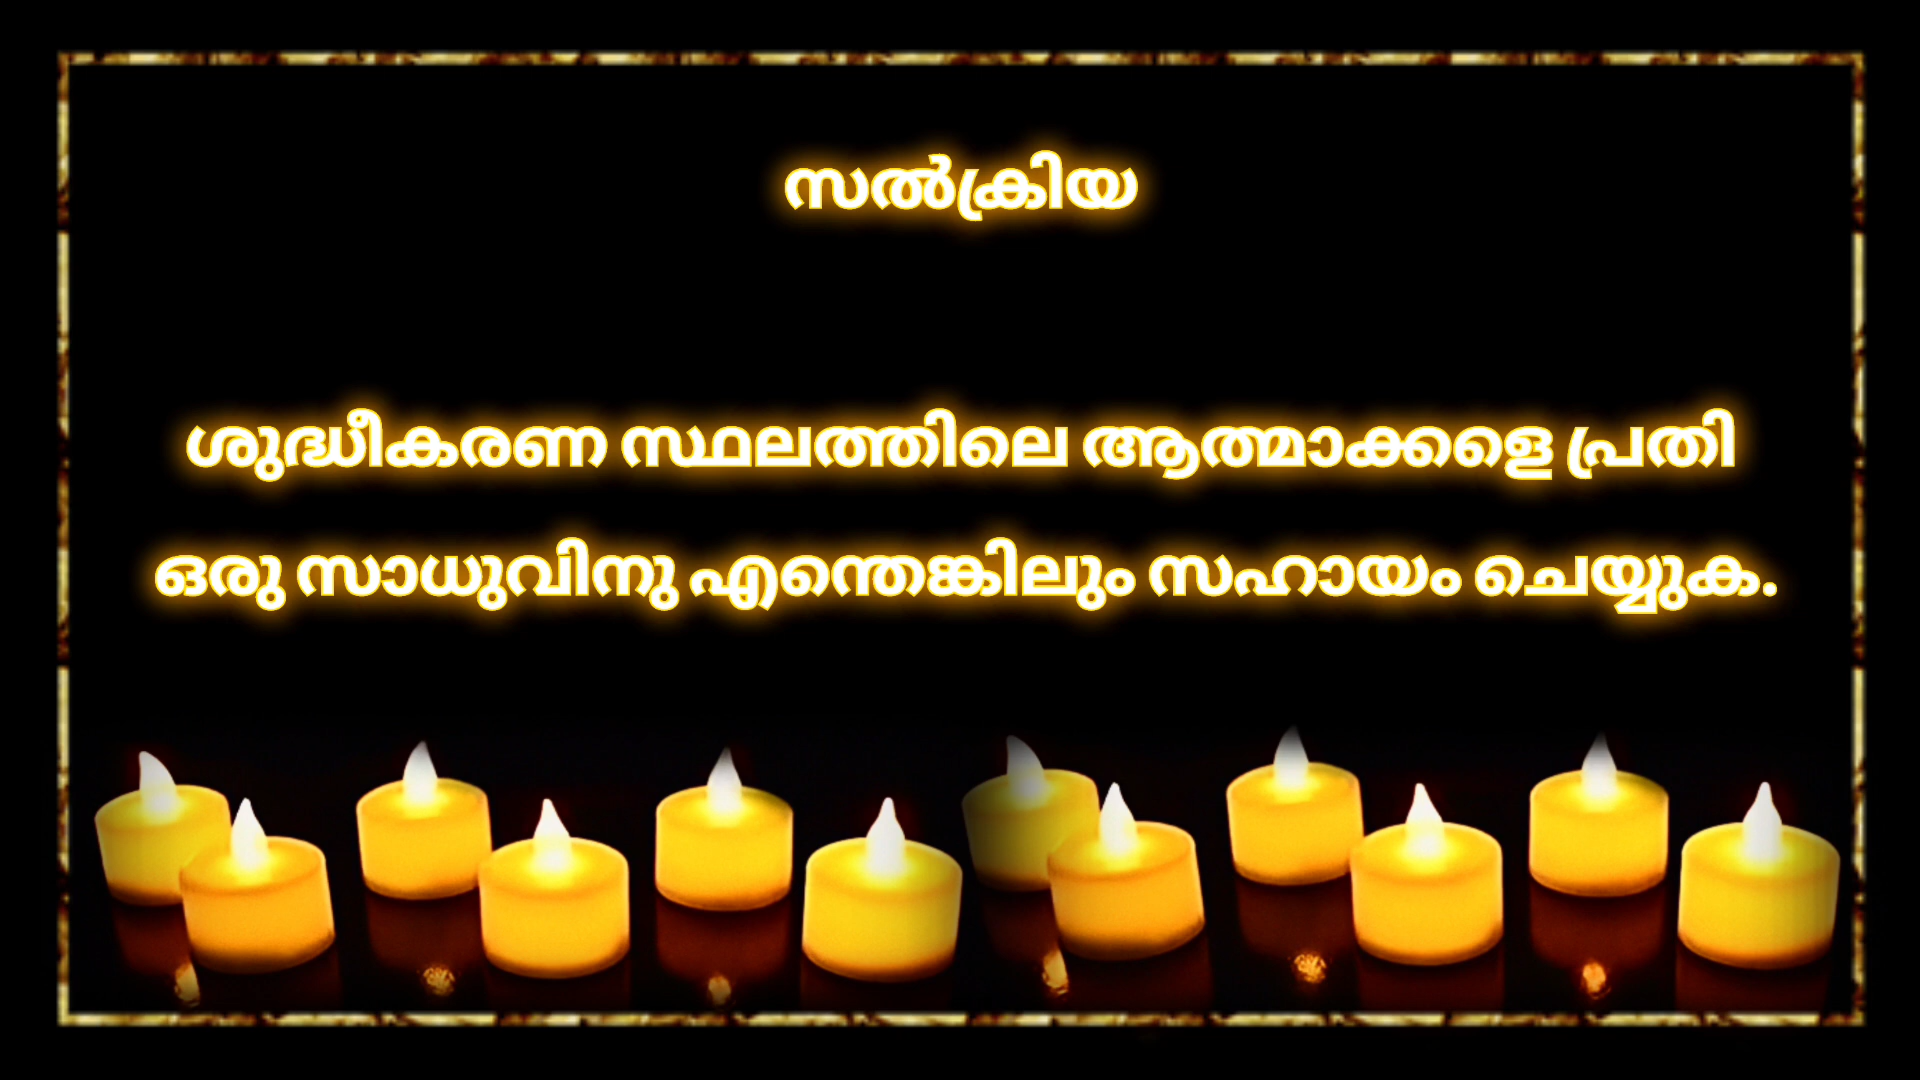 സൽക്രിയ
ശുദ്ധീകരണ സ്ഥലത്തിലെ ആത്മാക്കളെ പ്രതി
ഒരു സാധുവിനു എന്തെങ്കിലും സഹായം ചെയ്യുക.